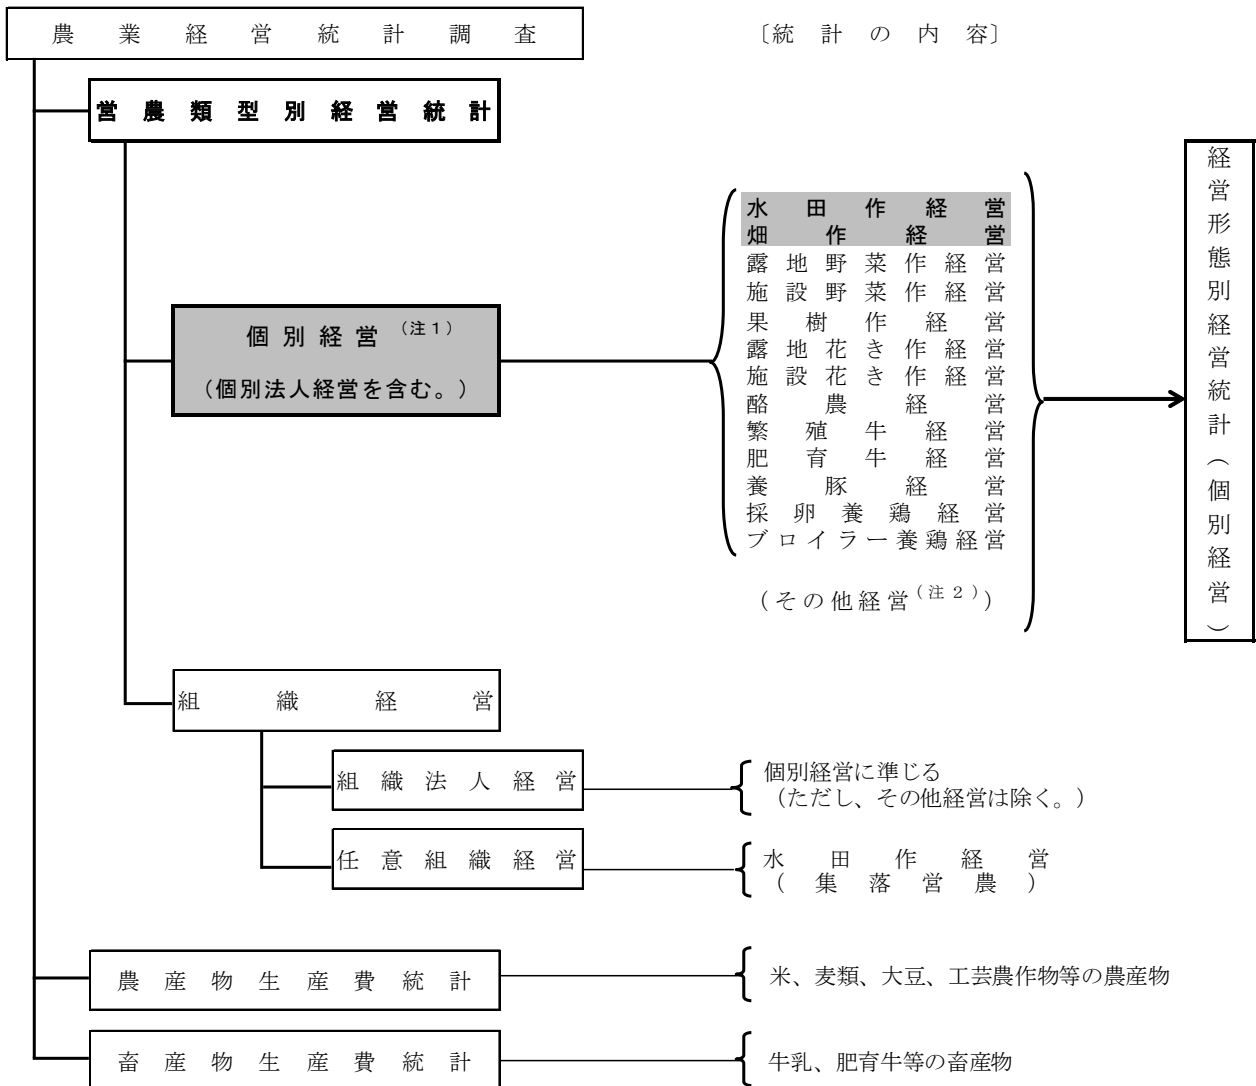 農業経営統計調査
〔統計の内容〕
営農類型別経営統計
個別経営（注１）
（個別法人経営を含む。）
水田作経営
畑作経営
露地野菜作経営
施設野菜作経営
果樹作経営
露地花き作経営
施設花き作経営
酪農経営
繁殖牛経営
肥育牛経営
養豚経営
採卵養鶏経営
ブロイラー養鶏経営
（その他経営（注２））
経営形態別経営統計（個別経営）
組織経営
組織法人経営
個別経営に準じる
（ただし、その他経営は除く。）
任意組織経営
水田作経営
（集落営農）
農産物生産費統計
米、麦類、大豆、工芸農作物等の農産物
畜産物生産費統計
牛乳、肥育牛等の畜産物